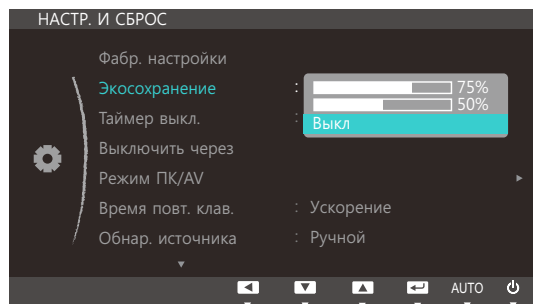 НАСТР. И СБРОС
Фабр. настройки
Экосохранение :
75%
50%
Выкл
Таймер выкл. :
Выключить через
Режим ПК/AV
Время повт. клав. : Ускорение
Обнар. источника : Ручной
AUTO